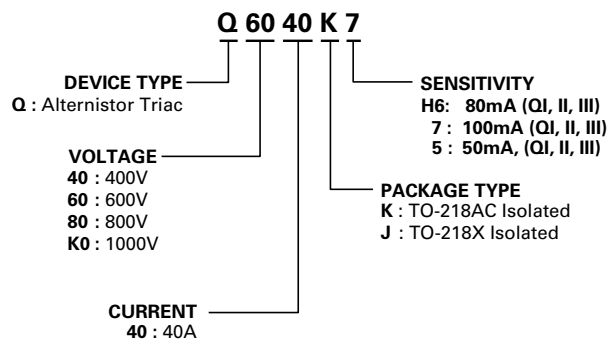 Q 60 40 K 7
DEVICE TYPE
Q : Alternistor Triac
VOLTAGE
40 : 400V
60 : 600V
80 : 800V
K0 : 1000V
CURRENT
40 : 40A
SENSITIVITY
H6: 80mA (QI, II, III)
7 : 100mA (QI, II, III)
5 : 50mA, (QI, II, III)
PACKAGE TYPE
K : TO-218AC Isolated
J : TO-218X Isolated